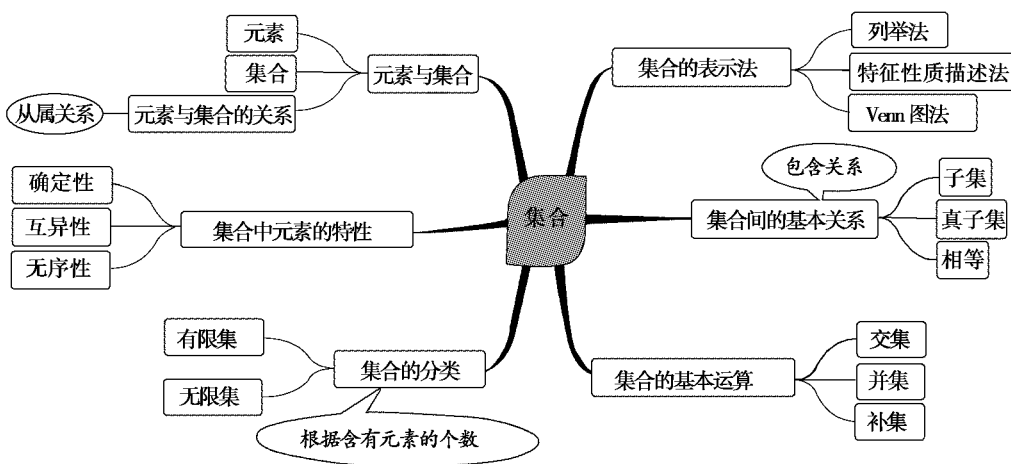 元素
集合
元素与集合的关系
从属关系
元素与集合
确定性
互异性
无序性
集合中元素的特性
有限集
无限集
集合的分类
根据含有元素的个数
集合
集合的表示法
列举法
特征性质描述法
Venn 图法
包含关系
集合间的基本关系
子集
真子集
相等
集合的基本运算
交集
并集
补集